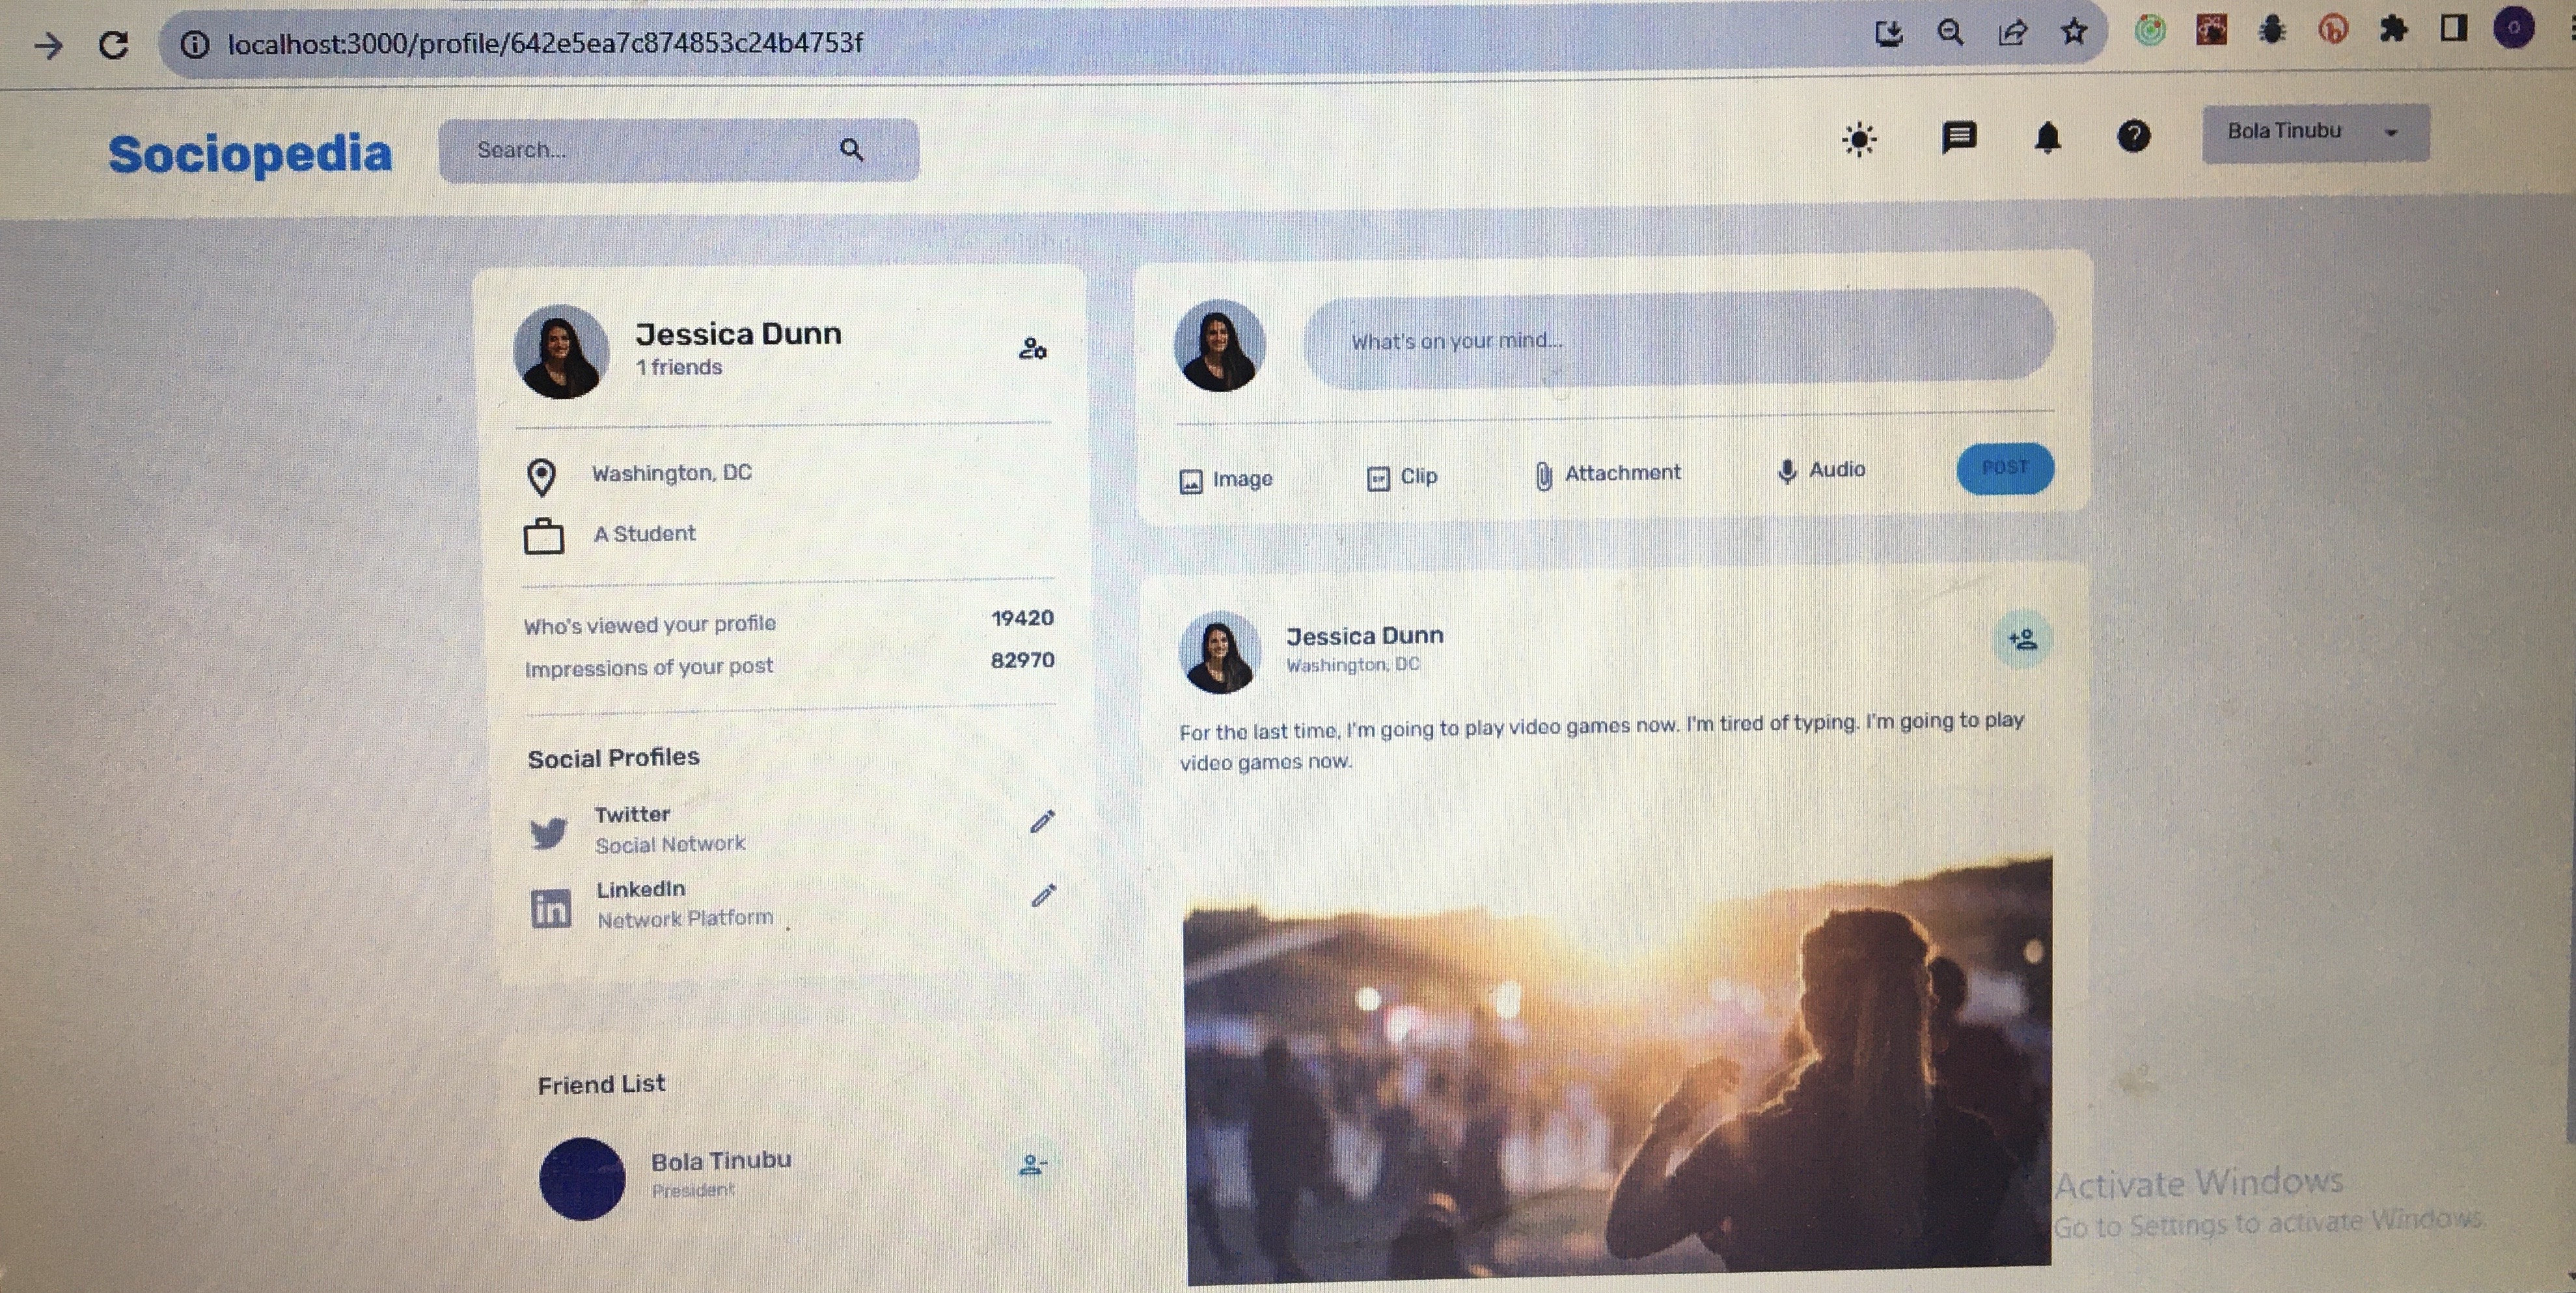 localhost:3000/profile/642e5ea7c874853c24b4753f
Sociopedia
Search...
Bola Tinubu
Jessica Dunn
1 friends
Washington, DC
A Student
Who's viewed your profile 19420
Impressions of your post 82970
Social Profiles
Twitter
Social Network
LinkedIn
Network Platform
Friend List
Bola Tinubu
President
What's on your mind...
Image Clip Attachment Audio POST
Jessica Dunn
Washington, DC
For the last time, I'm going to play video games now. I'm tired of typing. I'm going to play
video games now.
Activate Windows
Go to Settings to activate Windows.